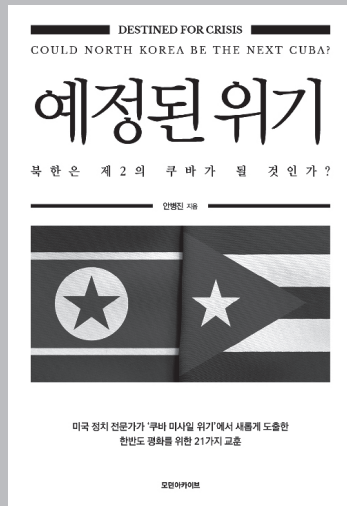 DESTINED FOR CRISIS
COULD NORTH KOREA BE THE NEXT CUBA?
예정된 위기
북한은 제2의 쿠바가 될 것인가?
안병진 지음
미국 정치 전문가가 '쿠바 미사일 위기'에서 새롭게 도출한
한반도 평화를 위한 21가지 교훈
모던아카이브